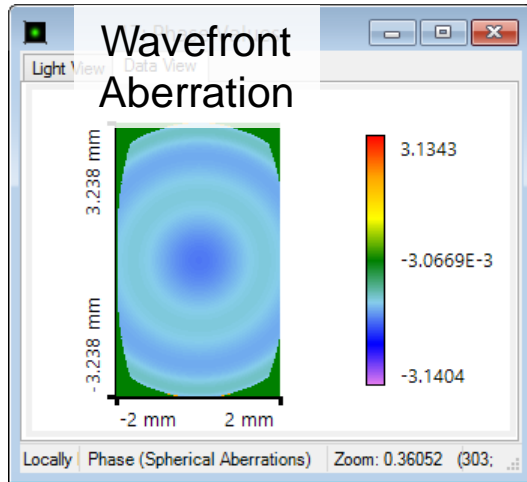 Wavefront
Aberration
Light View
Data View
3.238 mm
-3.238 mm
-2 mm
2 mm
3.1343
-3.0669E-3
-3.1404
Locally
Phase (Spherical Aberrations)
Zoom: 0.36052
(303;